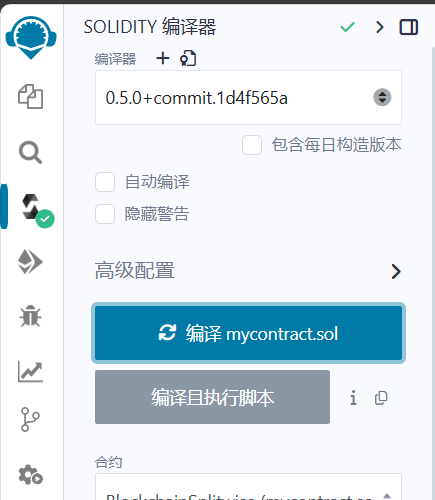 SOLIDITY 编译器
编译器
0.5.0+commit.1d4f565a
包含每日构造版本
自动编译
隐藏警告
高级配置
编译 mycontract.sol
编译且执行脚本
合约